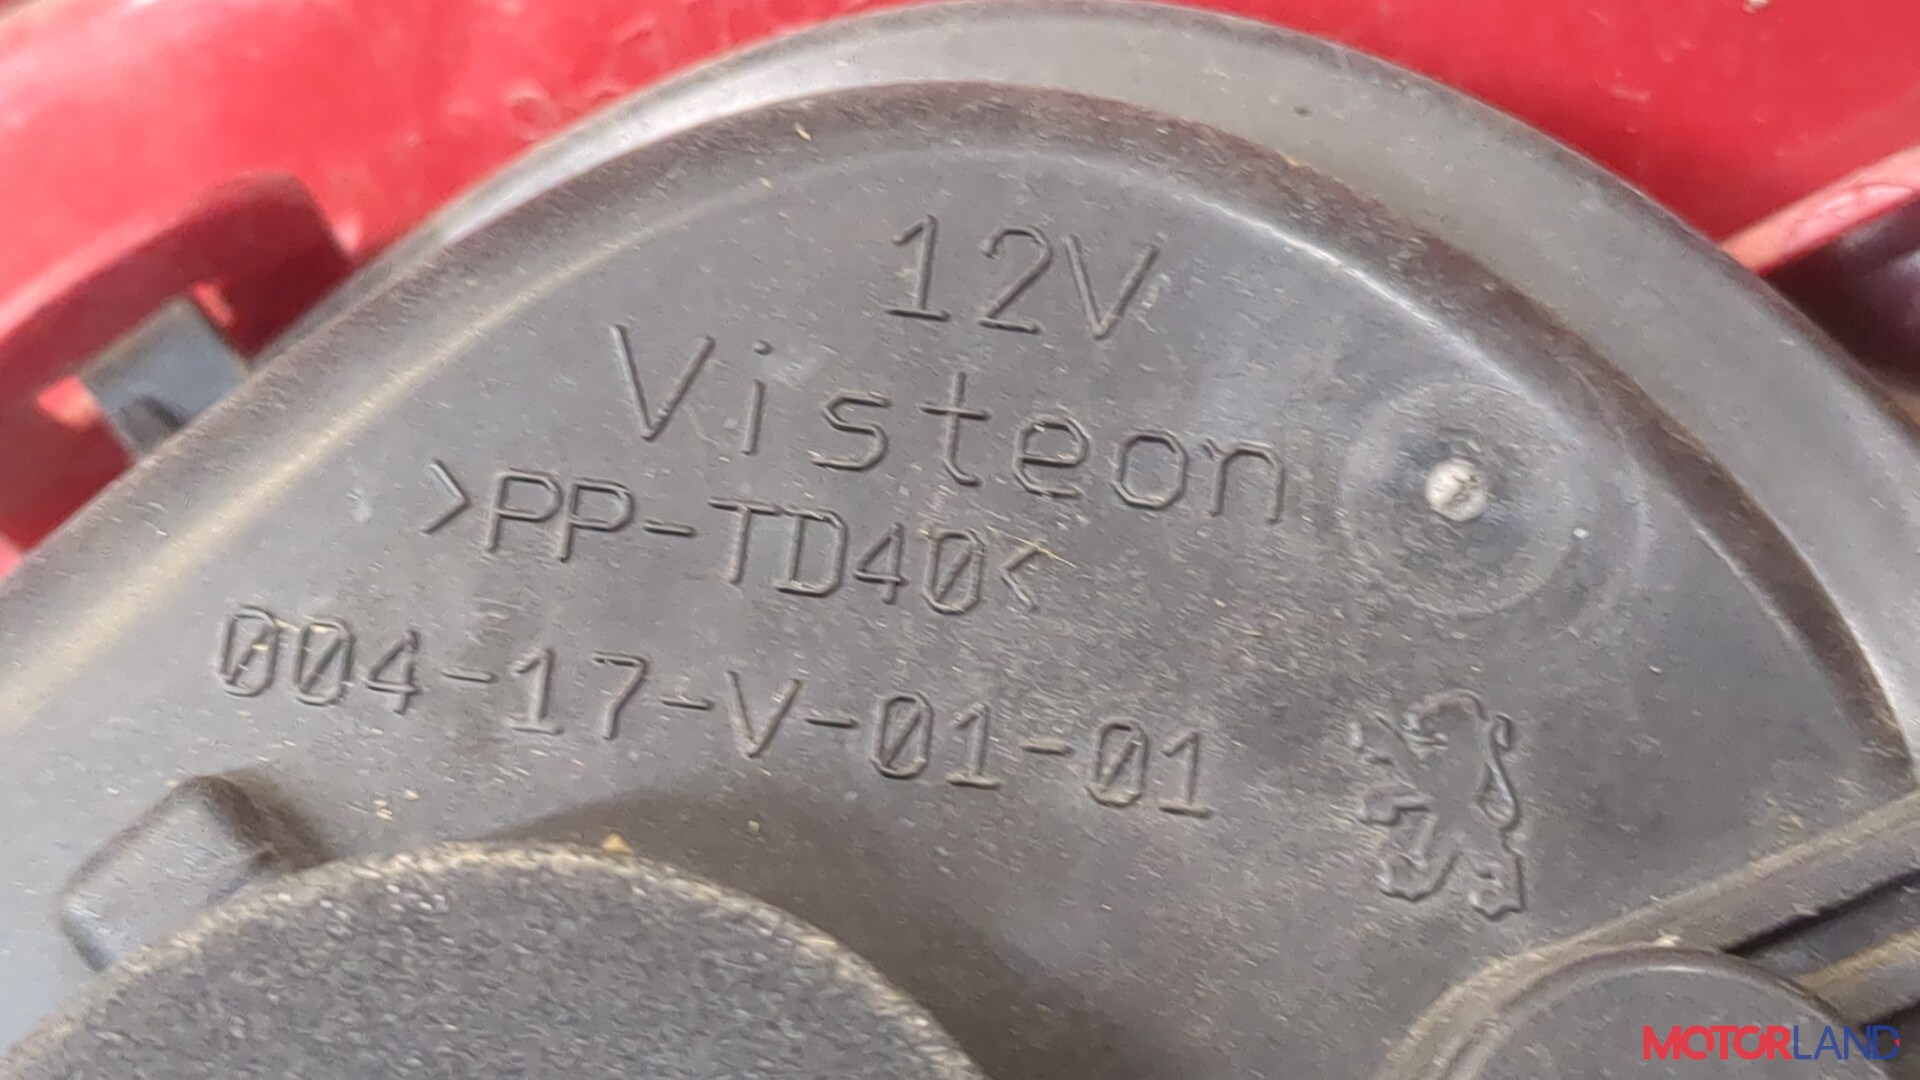 12V
Visteon
>PP-TD40<
004-17-V-01-01
MOTORLAND